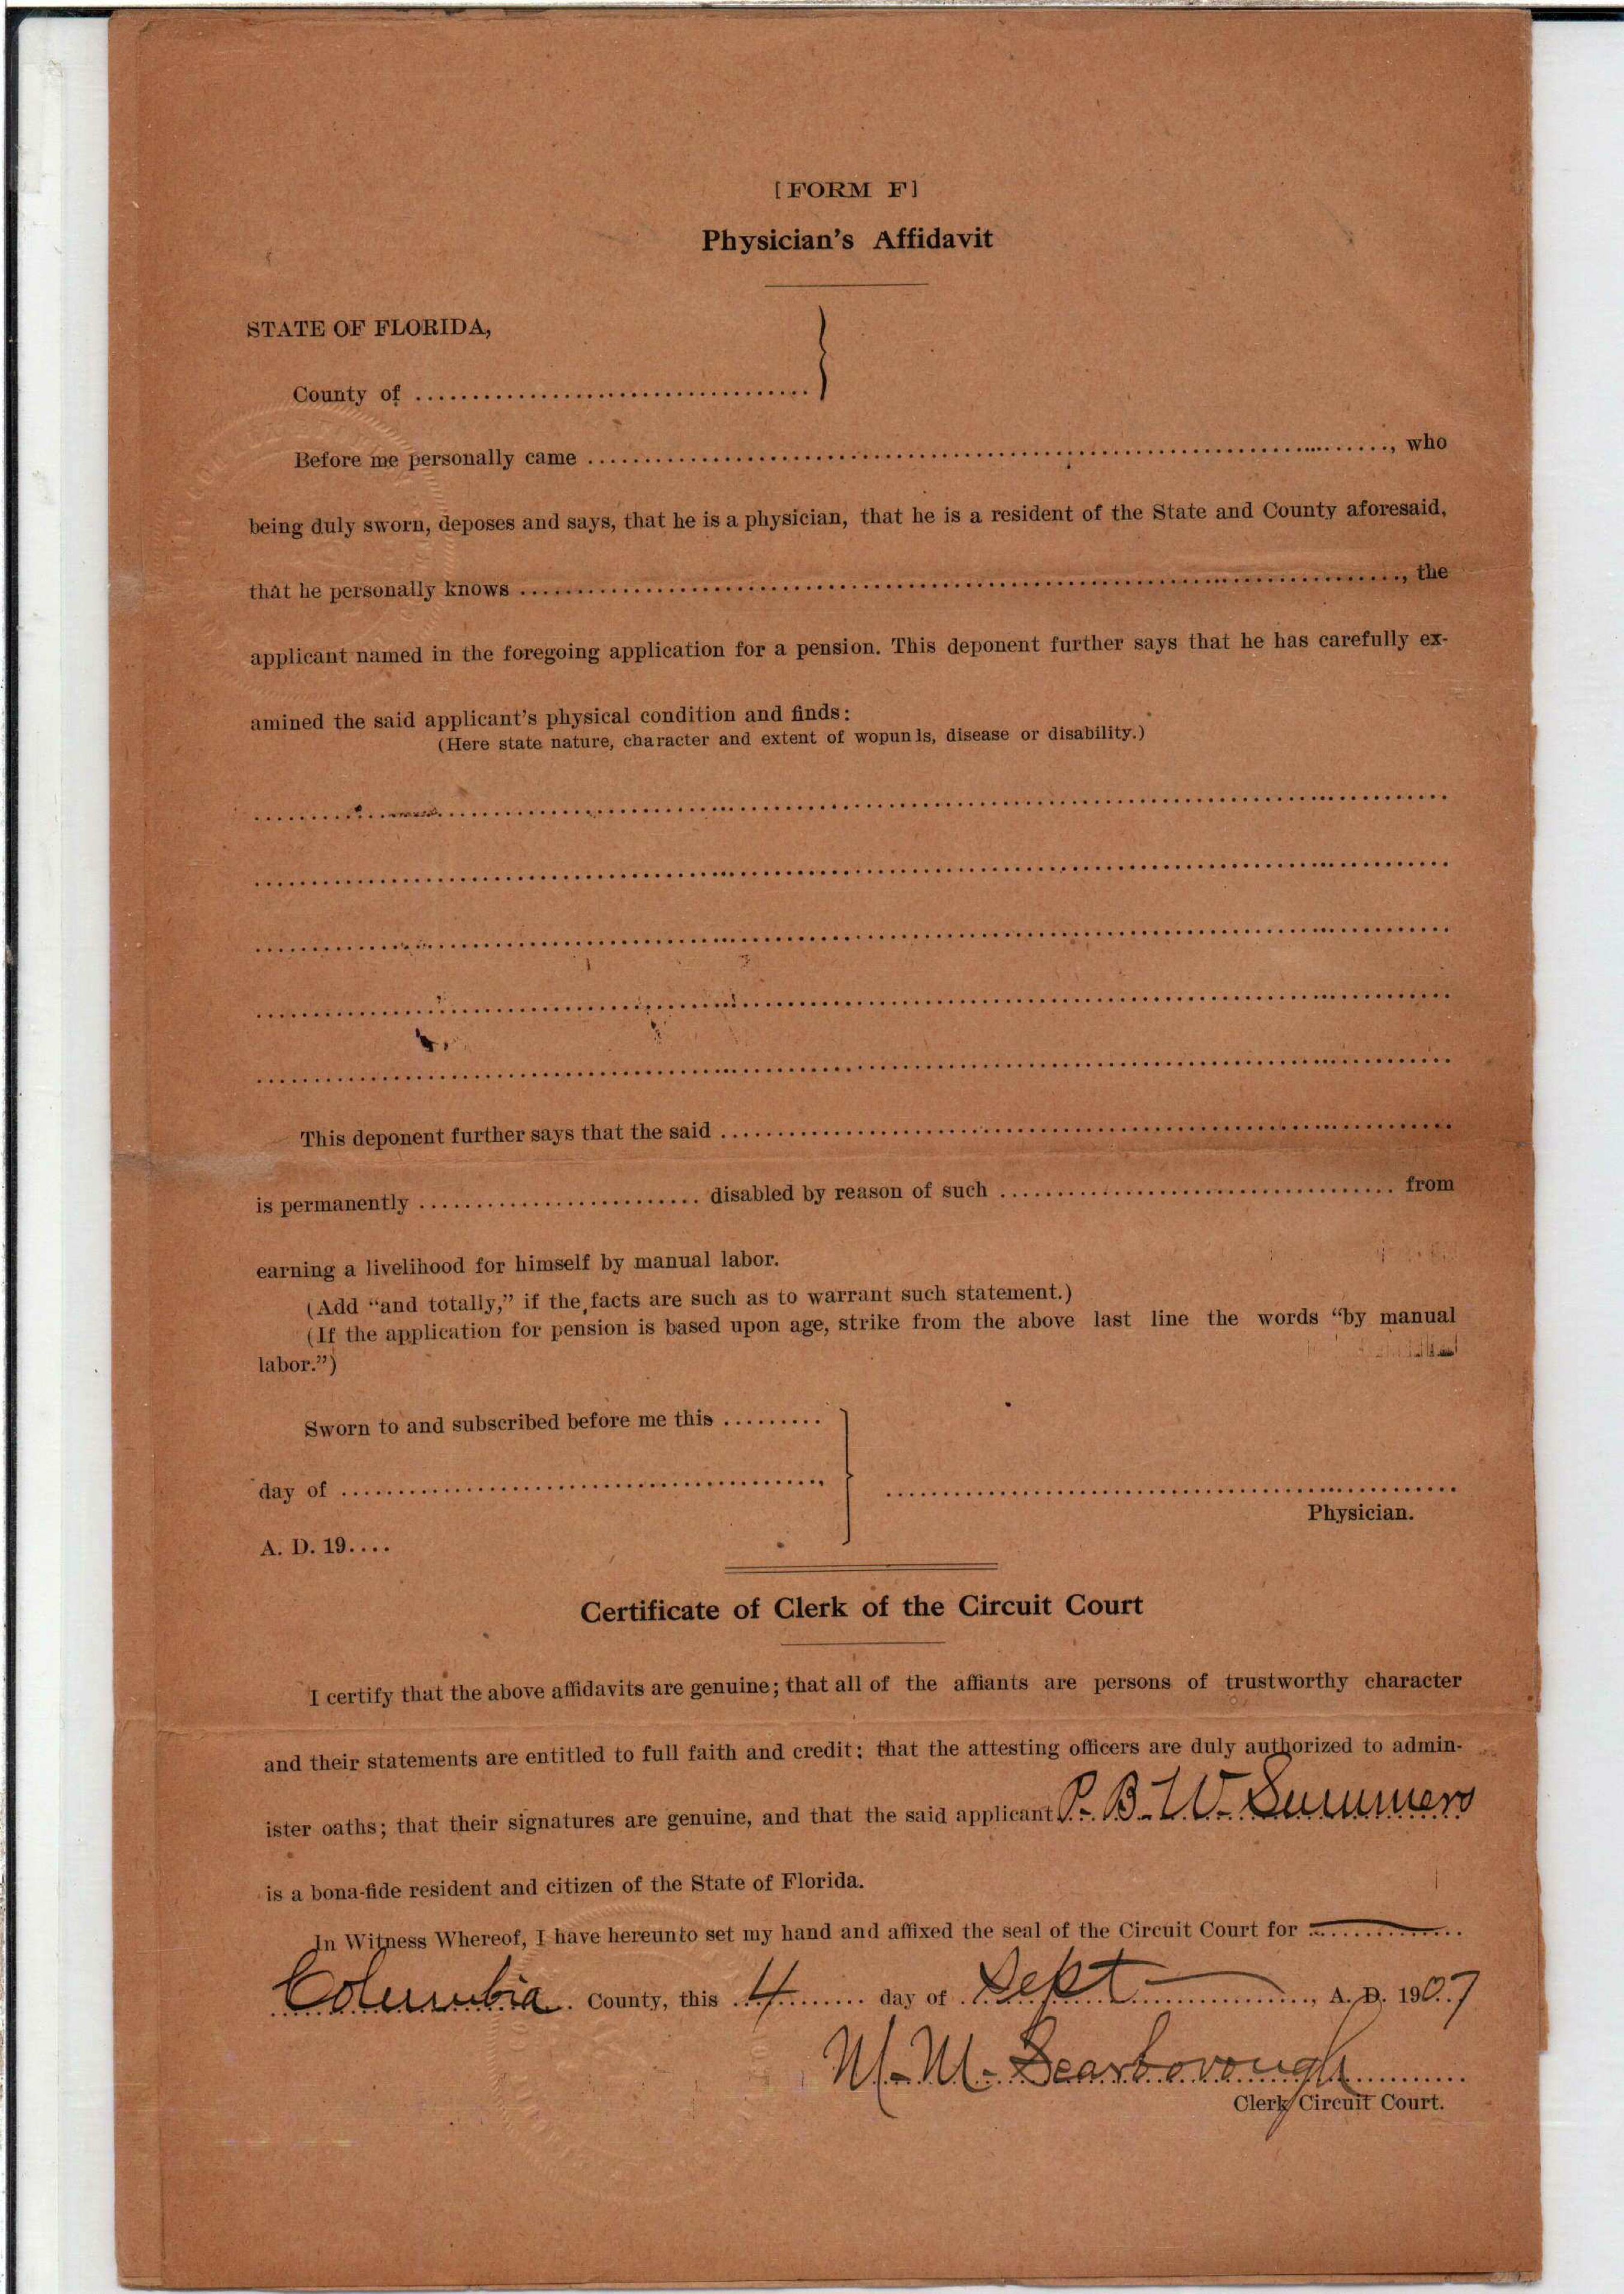 [FORM F]
Physician's Affidavit
STATE OF FLORIDA,
County of ........................................
Before me personally came ........................................, who
being duly sworn, deposes and says, that he is a physician, that he is a resident of the State and County aforesaid,
that he personally knows ........................................, the
applicant named in the foregoing application for a pension. This deponent further says that he has carefully ex-
amined the said applicant's physical condition and finds:
(Here state nature, character and extent of wopunls, disease or disability.)
This deponent further says that the said ........................................
is permanently .......................... disabled by reason of such .................................... from
earning a livelihood for himself by manual labor.
(Add “and totally,” if the facts are such as to warrant such statement.)
(If the application for pension is based upon age, strike from the above last line the words “by manual
labor.”)
Sworn to and subscribed before me this .........
day of ........................................,
Physician.
A. D. 19....
Certificate of Clerk of the Circuit Court
I certify that the above affidavits are genuine; that all of the affiants are persons of trustworthy character
and their statements are entitled to full faith and credit; that the attesting officers are duly authorized to admin-
ister oaths; that their signatures are genuine, and that the said applicant P. B. W. Summers
is a bona-fide resident and citizen of the State of Florida.
In Witness Whereof, I have hereunto set my hand and affixed the seal of the Circuit Court for ..............
Columbia County, this 4 day of Sept, A. D. 1907
M. M. Scarborough
Clerk Circuit Court.